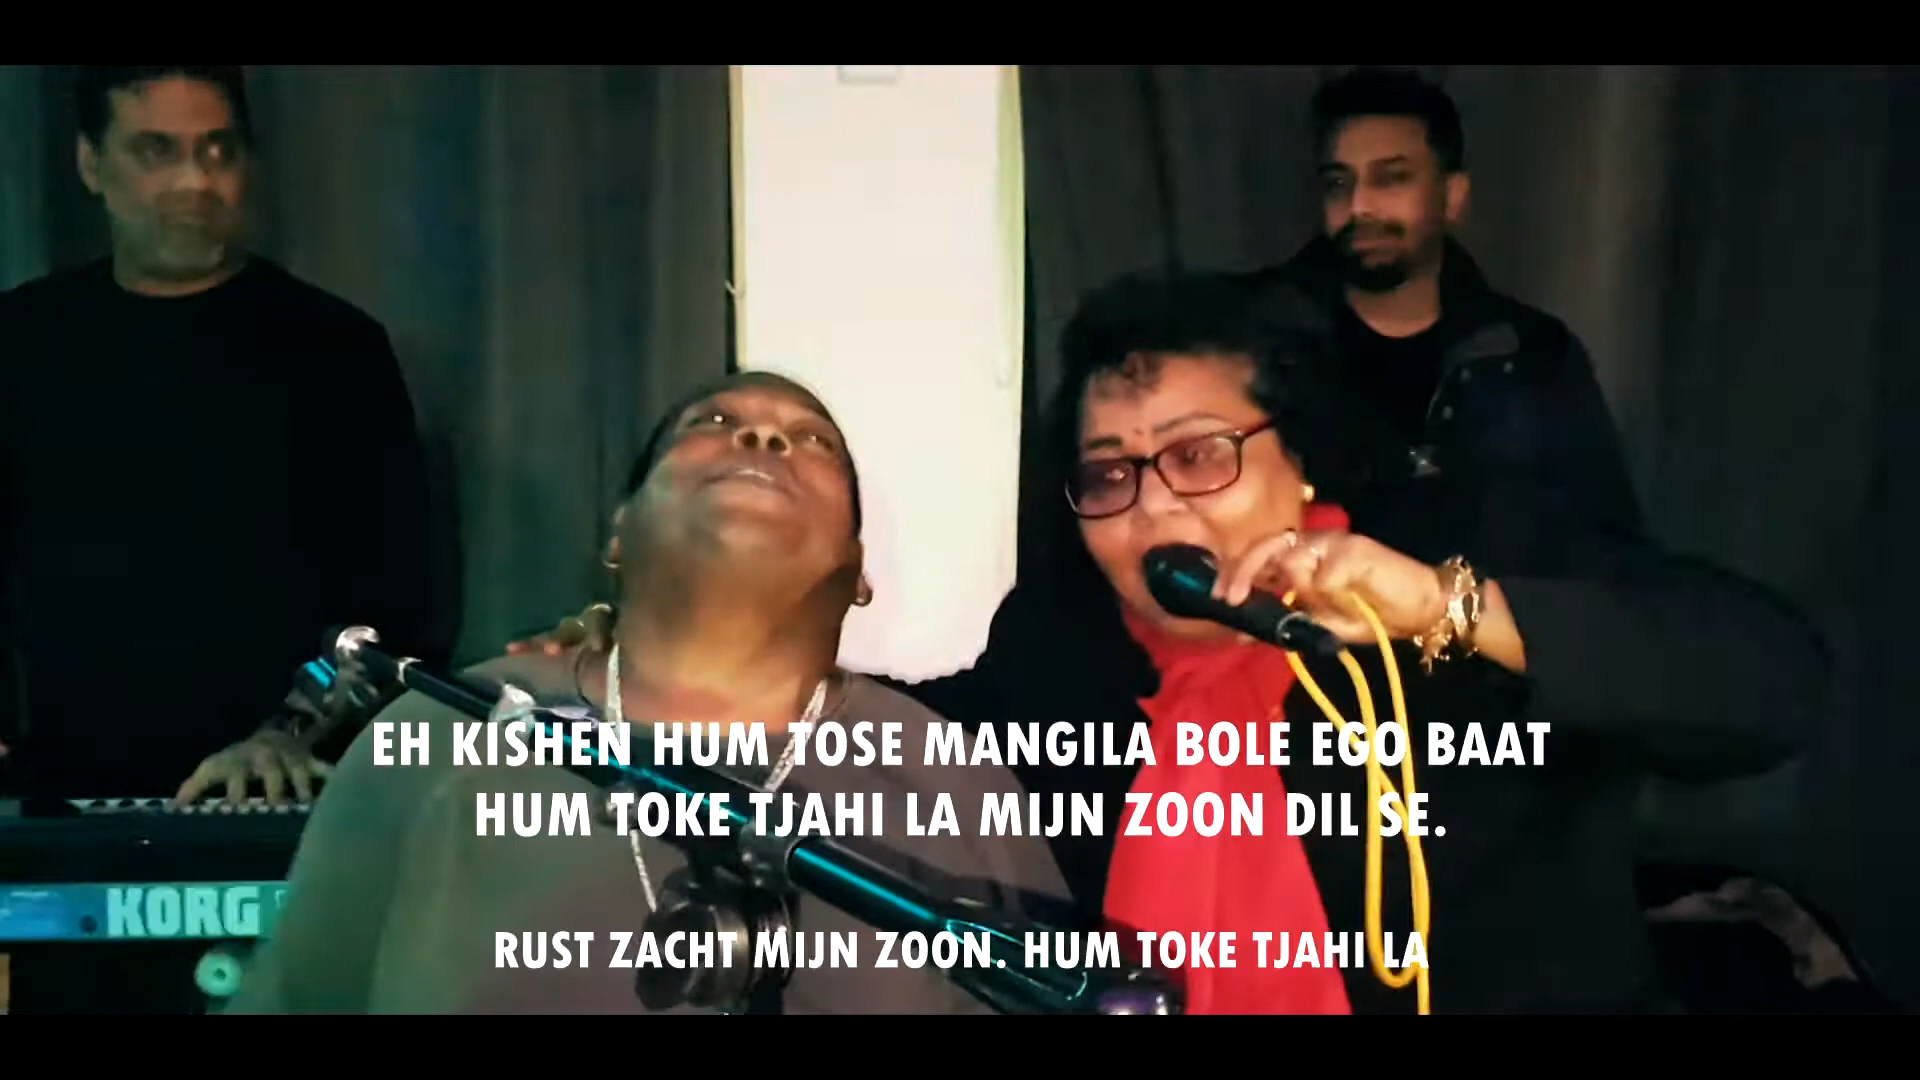 EH KISHEN HUM TOSE MANGILA BOLE EGO BAAT
HUM TOKE TJAHI LA MIJN ZOON DIL SE.
KORG
RUST ZACHT MIJN ZOON. HUM TOKE TJAHI LA